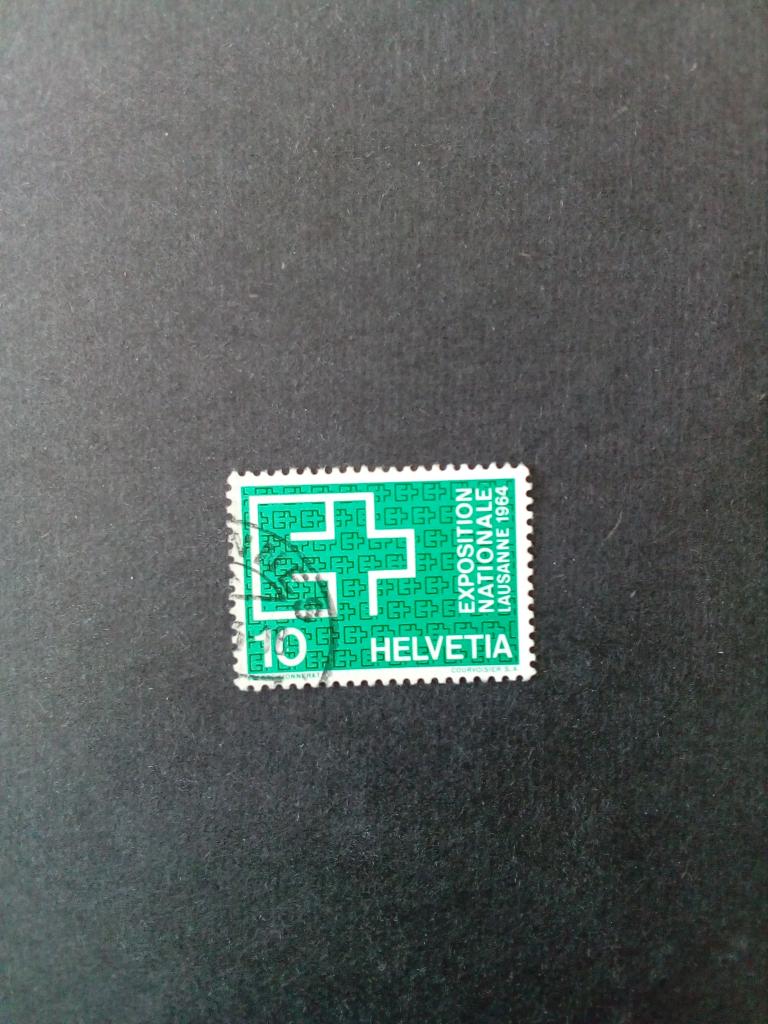 EXPOSITION
NATIONALE
LAUSANNE 1964
10
HELVETIA
COURVOISIER S.A.